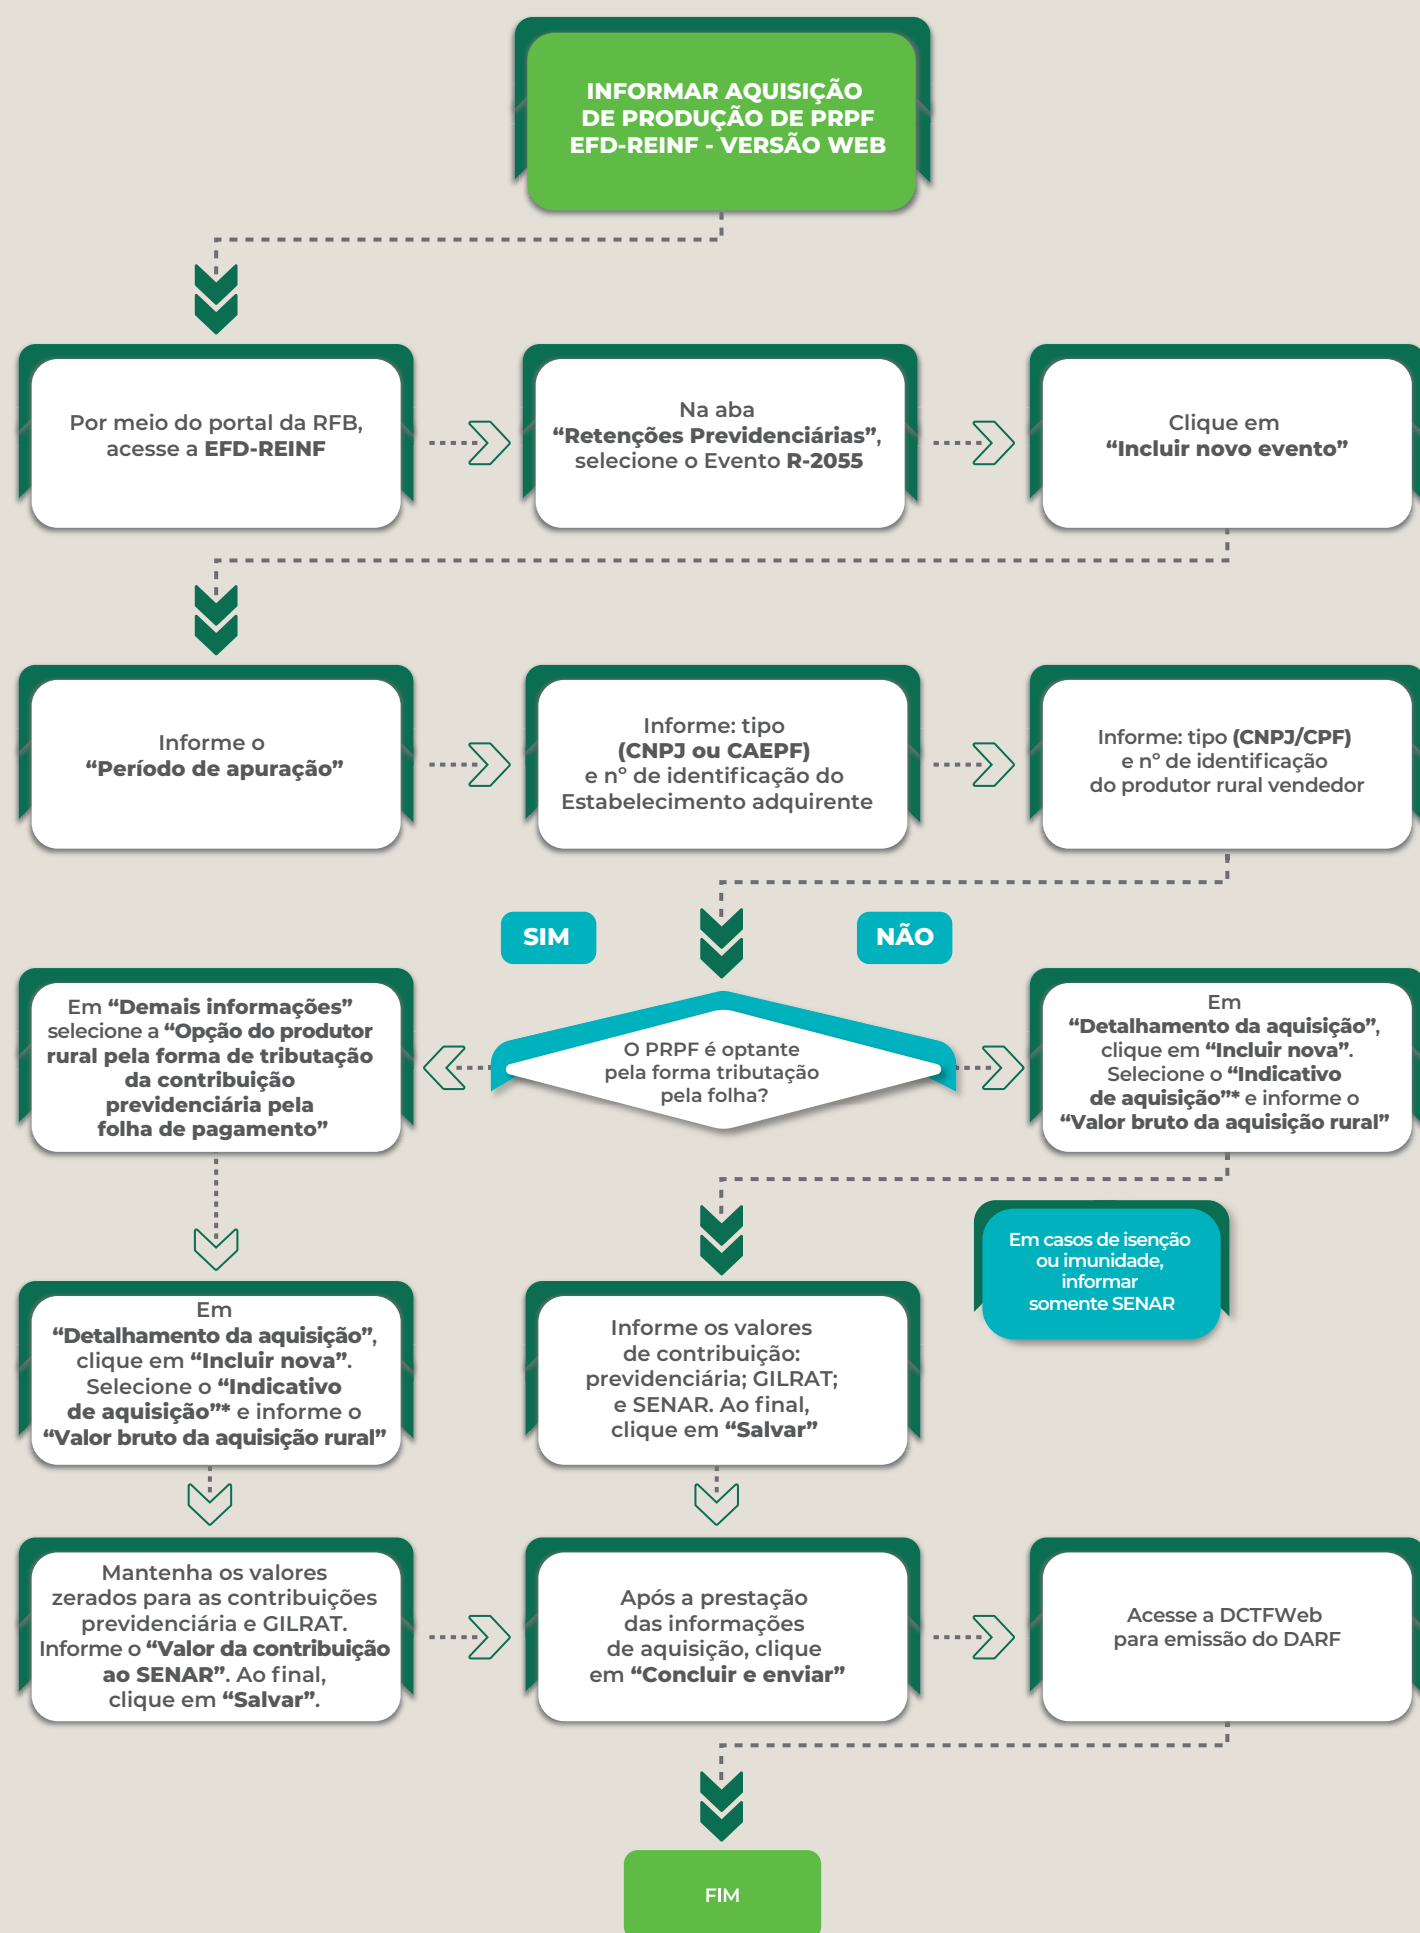 INFORMAR AQUISIÇÃO
DE PRODUÇÃO DE PRPF
EFD-REINF - VERSÃO WEB
Por meio do portal da RFB,
acesse a EFD-REINF
Na aba
“Retenções Previdenciárias”,
selecione o Evento R-2055
Clique em
“Incluir novo evento”
Informe o
“Período de apuração”
Informe: tipo
(CNPJ ou CAEPF)
e nº de identificação do
Estabelecimento adquirente
Informe: tipo (CNPJ/CPF)
e nº de identificação
do produtor rural vendedor
SIM
NÃO
Em “Demais informações”
selecione a “Opção do produtor
rural pela forma de tributação
da contribuição
previdenciária pela
folha de pagamento”
O PRPF é optante
pela forma tributação
pela folha?
Em
“Detalhamento da aquisição”,
clique em “Incluir nova”.
Selecione o “Indicativo
de aquisição”* e informe o
“Valor bruto da aquisição rural”
Em casos de isenção
ou imunidade,
informar
somente SENAR
Em
“Detalhamento da aquisição”,
clique em “Incluir nova”.
Selecione o “Indicativo
de aquisição”* e informe o
“Valor bruto da aquisição rural”
Informe os valores
de contribuição:
previdenciária; GILRAT;
e SENAR. Ao final,
clique em “Salvar”
Mantenha os valores
zerados para as contribuições
previdenciária e GILRAT.
Informe o “Valor da contribuição
ao SENAR”. Ao final,
clique em “Salvar”.
Após a prestação
das informações
de aquisição, clique
em “Concluir e enviar”
Acesse a DCTFWeb
para emissão do DARF
FIM